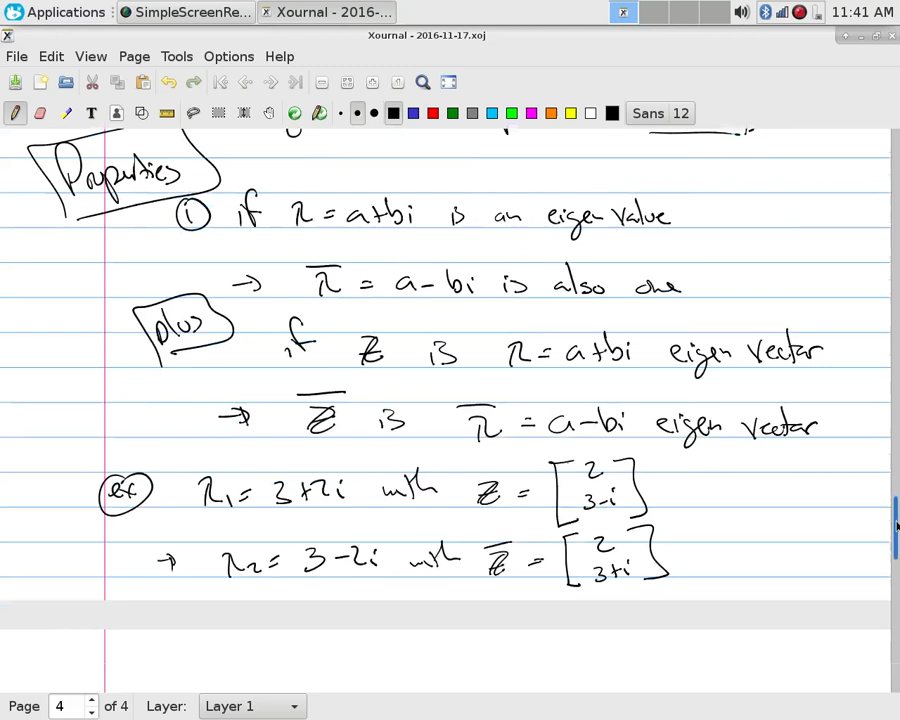 Applications SimpleScreenRe... Xournal - 2016-... 11:41 AM
Xournal - 2016-11-17.xoj
File Edit View Page Tools Options Help
T Sans 12
Properties
① if λ = a+bi is an eigen value
→ λ̄ = a-bi is also one
plus if Z is λ = a+bi eigen vector
→ Z̄ is λ̄ = a-bi eigen vector
ex λ₁ = 3+2i with Z = [2
3-i]
→ λ₂ = 3-2i with Z̄ = [2
3+i]
Page 4 of 4 Layer: Layer 1